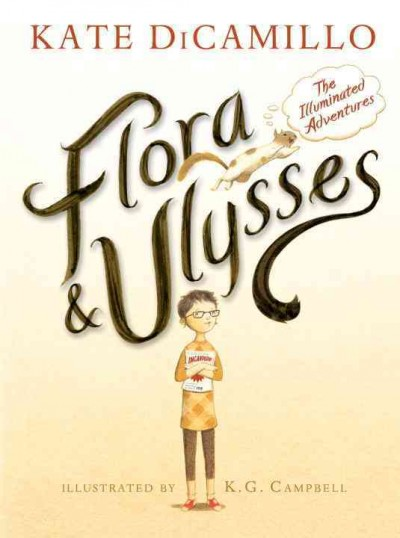 KATE DICAMILLO
The
Illuminated
Adventures
Flora
& Ulysses
ILLUSTRATED BY K.G. CAMPBELL